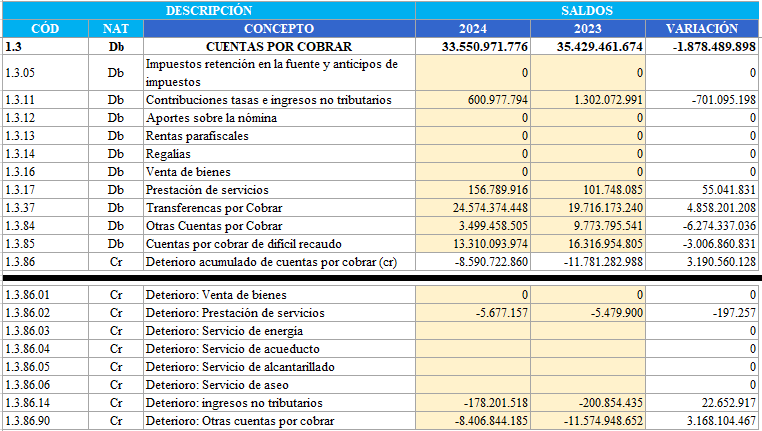 DESCRIPCIÓN SALDOS
CÓD NAT CONCEPTO 2024 2023 VARIACIÓN
1.3 Db CUENTAS POR COBRAR 33.550.971.776 35.429.461.674 -1.878.489.898
1.3.05 Db Impuestos retención en la fuente y anticipos de impuestos 0 0 0
1.3.11 Db Contribuciones tasas e ingresos no tributarios 600.977.794 1.302.072.991 -701.095.198
1.3.12 Db Aportes sobre la nómina 0 0 0
1.3.13 Db Rentas parafiscales 0 0 0
1.3.14 Db Regalías 0 0 0
1.3.16 Db Venta de bienes 0 0 0
1.3.17 Db Prestación de servicios 156.789.916 101.748.085 55.041.831
1.3.37 Db Transferencas por Cobrar 24.574.374.448 19.716.173.240 4.858.201.208
1.3.84 Db Otras Cuentas por Cobrar 3.499.458.505 9.773.795.541 -6.274.337.036
1.3.85 Db Cuentas por cobrar de difícil recaudo 13.310.093.974 16.316.954.805 -3.006.860.831
1.3.86 Cr Deterioro acumulado de cuentas por cobrar (cr) -8.590.722.860 -11.781.282.988 3.190.560.128
1.3.86.01 Cr Deterioro: Venta de bienes 0 0 0
1.3.86.02 Cr Deterioro: Prestación de servicios -5.677.157 -5.479.900 -197.257
1.3.86.03 Cr Deterioro: Servicio de energía 0
1.3.86.04 Cr Deterioro: Servicio de acueducto 0
1.3.86.05 Cr Deterioro: Servicio de alcantarillado 0
1.3.86.06 Cr Deterioro: Servicio de aseo 0
1.3.86.14 Cr Deterioro: ingresos no tributarios -178.201.518 -200.854.435 22.652.917
1.3.86.90 Cr Deterioro: Otras cuentas por cobrar -8.406.844.185 -11.574.948.652 3.168.104.467